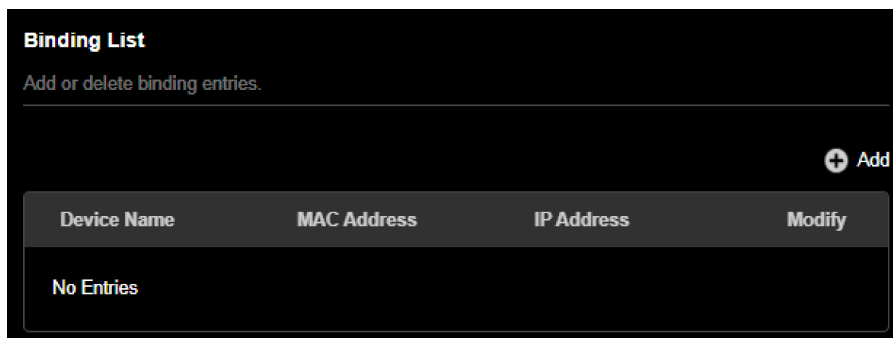 Binding List
Add or delete binding entries.
Add
Device Name MAC Address IP Address Modify
No Entries